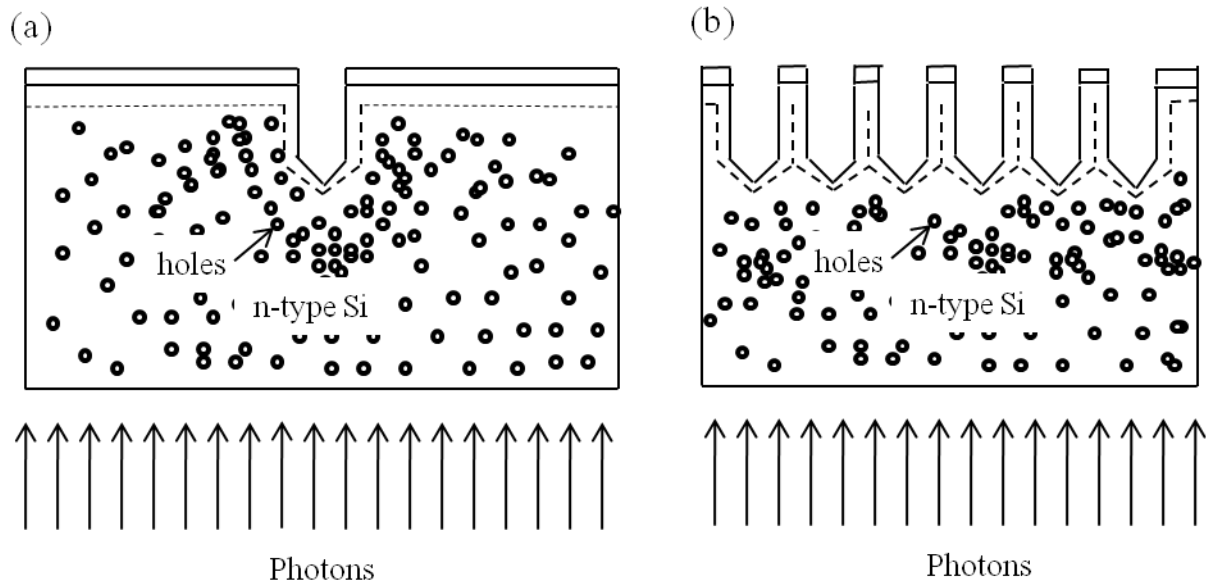 (a)
(b)
holes
n-type Si
holes
n-type Si
Photons
Photons